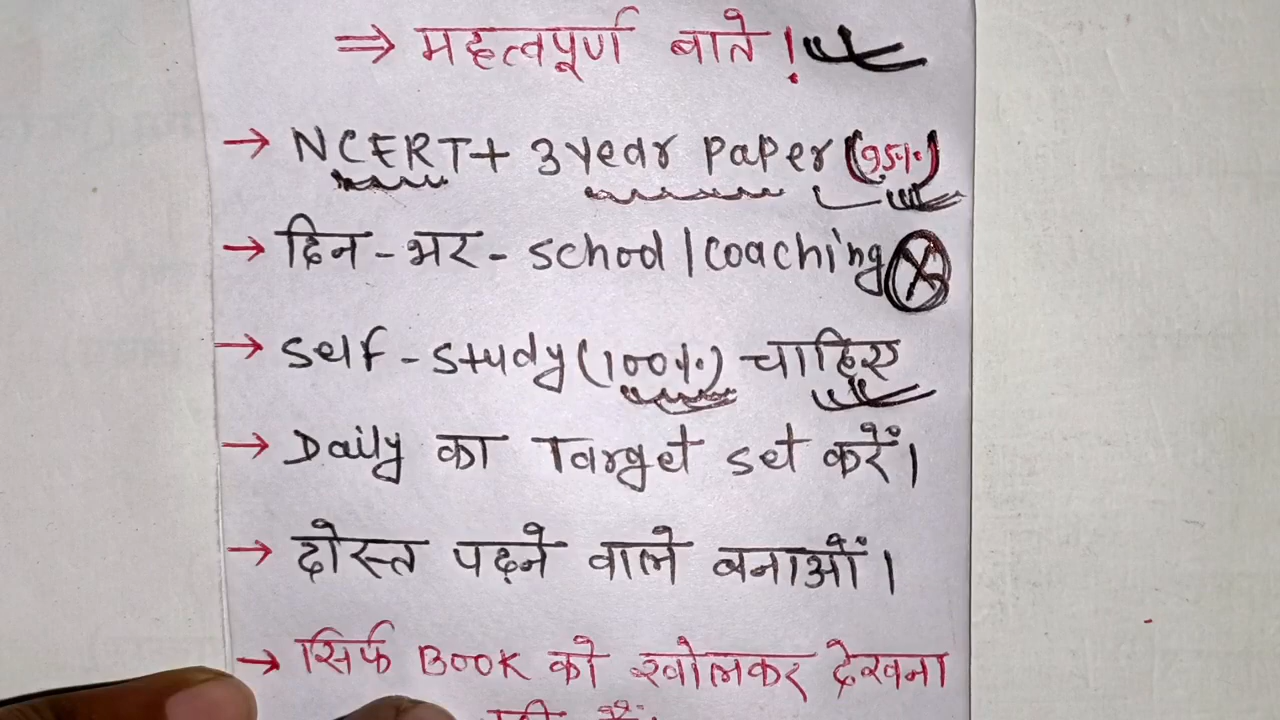 ⇒ महत्वपूर्ण बाते !
→ NCERT + 3 year paper (95%)
→ दिन - भर - school / coaching ⊗
→ self - study (100%) चाहिए
→ Daily का Target set करें।
→ दोस्त पढ़ने वाले बनाओं।
→ सिर्फ BOOK को खोलकर देखना